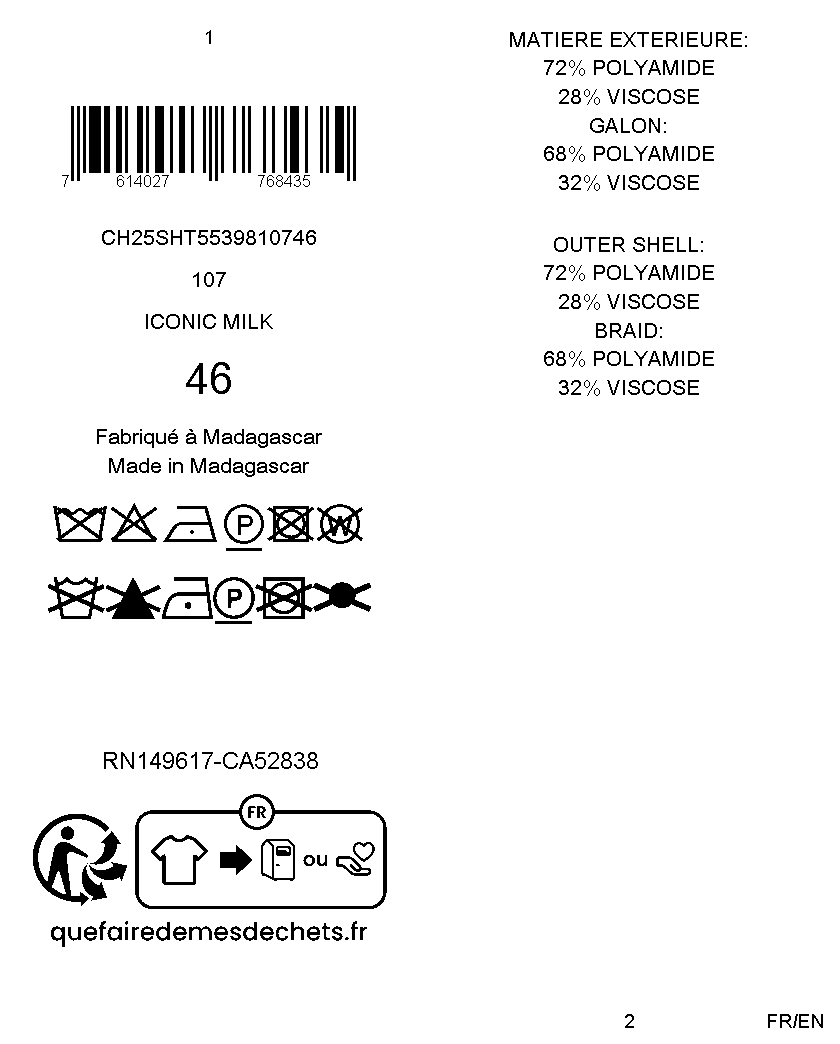 1
7 614027 768435
CH25SHT5539810746
107
ICONIC MILK
46
Fabriqué à Madagascar
Made in Madagascar
P W
P
RN149617-CA52838
FR
ou
quefairedemesdechets.fr
MATIERE EXTERIEURE:
72% POLYAMIDE
28% VISCOSE
GALON:
68% POLYAMIDE
32% VISCOSE
OUTER SHELL:
72% POLYAMIDE
28% VISCOSE
BRAID:
68% POLYAMIDE
32% VISCOSE
2
FR/EN